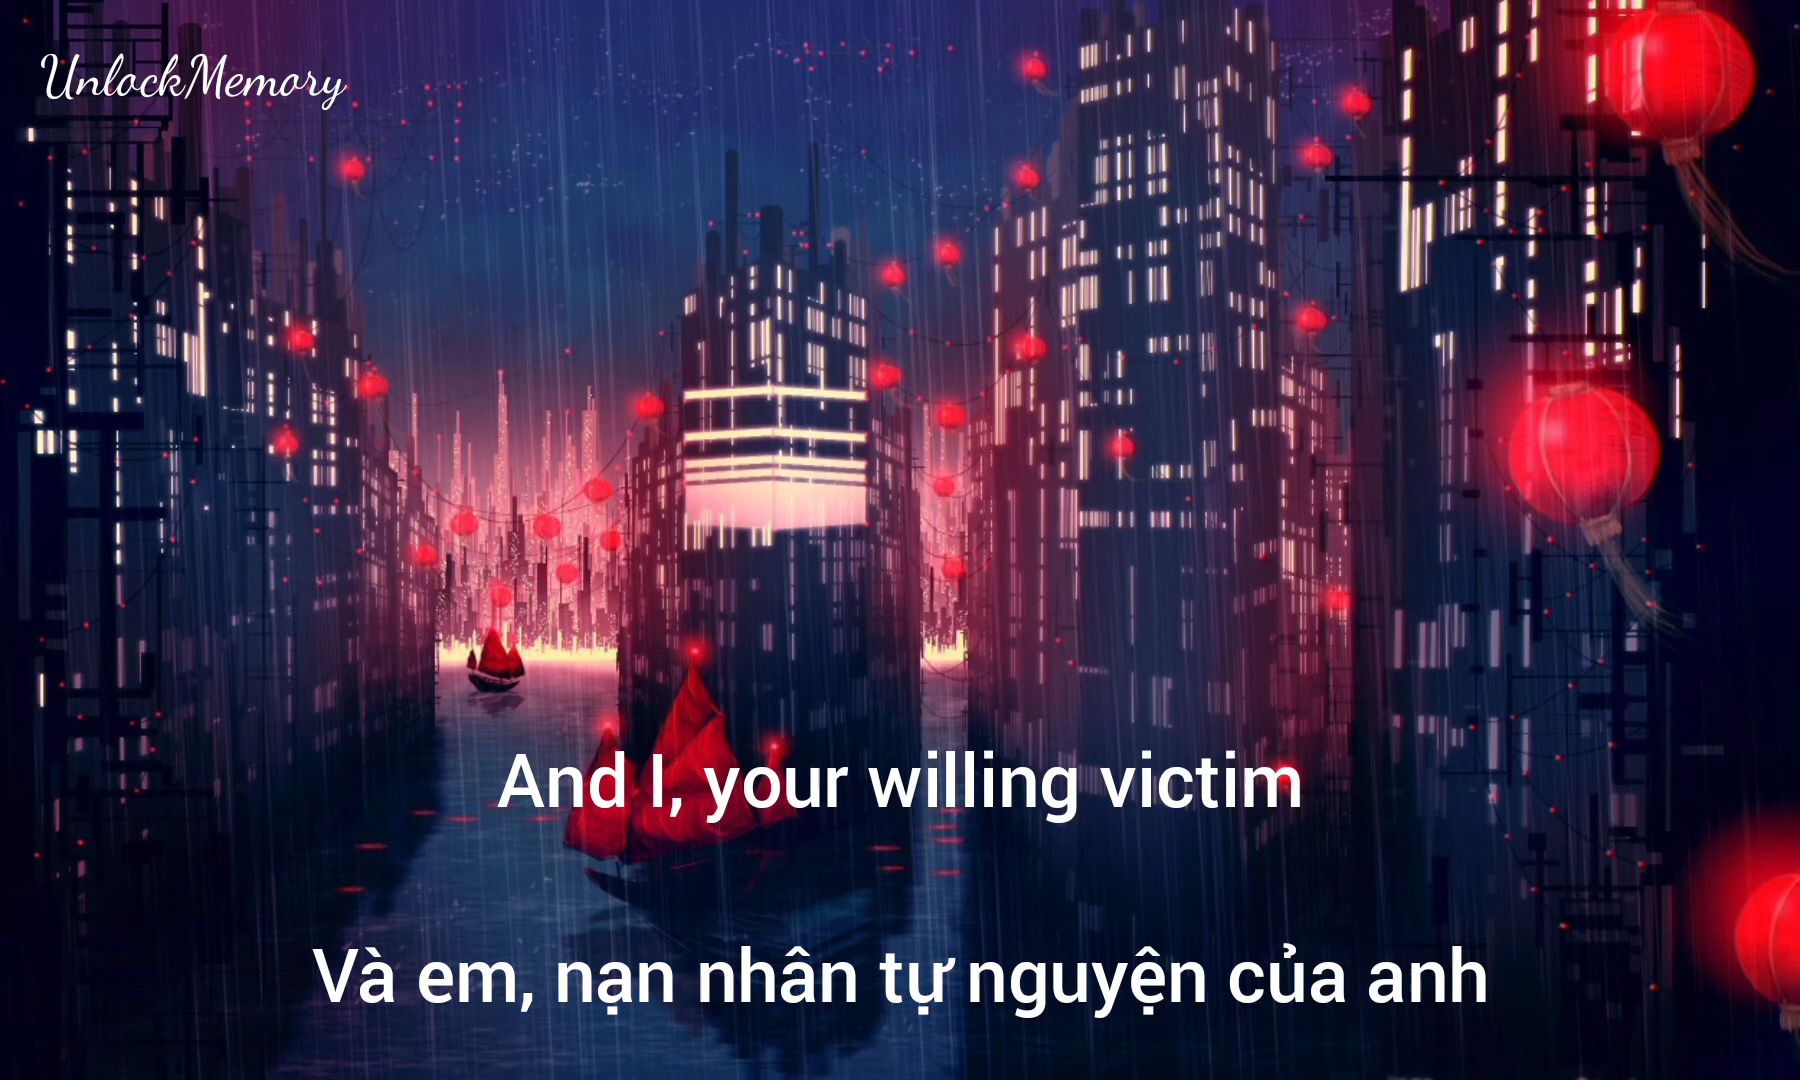 UnlockMemory
And I, your willing victim
Và em, nạn nhân tự nguyện của anh